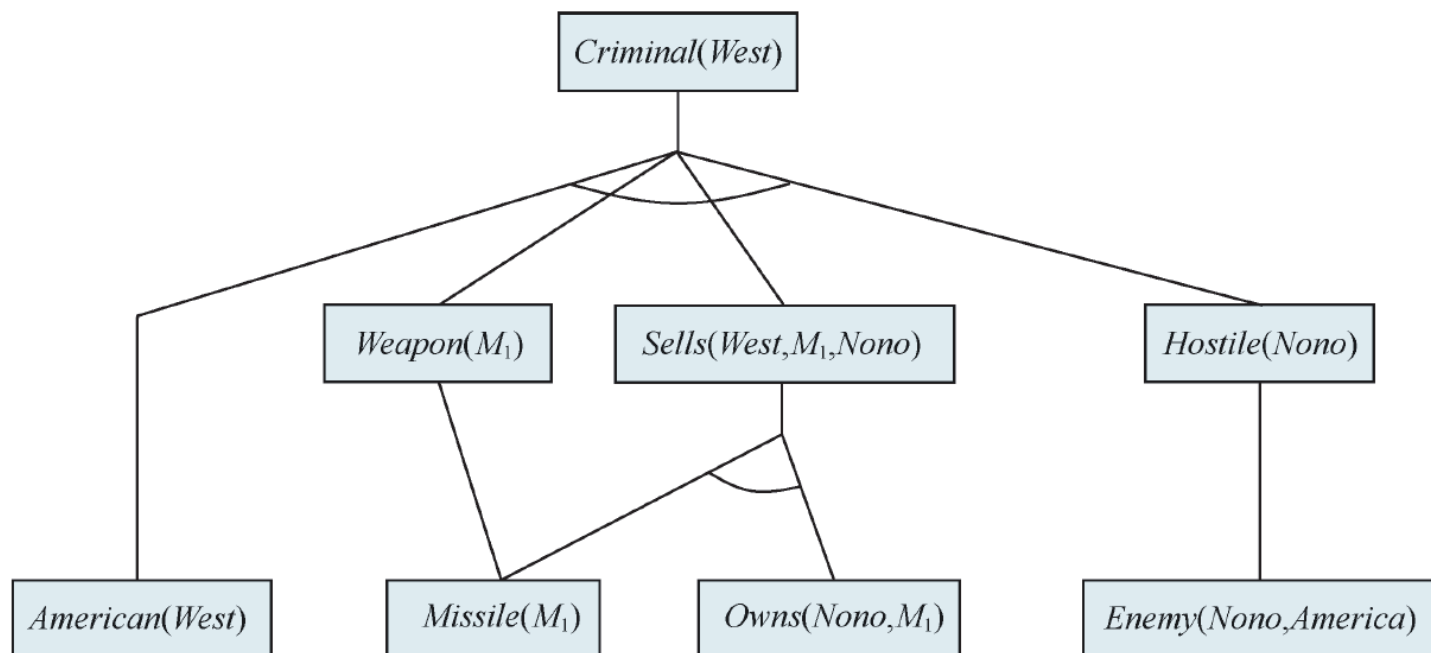 Criminal(West)
Weapon(M₁)
Sells(West,M₁,Nono)
Hostile(Nono)
American(West)
Missile(M₁)
Owns(Nono,M₁)
Enemy(Nono,America)